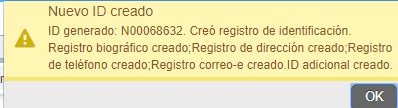 Nuevo ID creado
ID generado: N00068632. Creó registro de identificación.
Registro biográfico creado;Registro de dirección creado;Registro
de teléfono creado;Registro correo-e creado.ID adicional creado.
OK